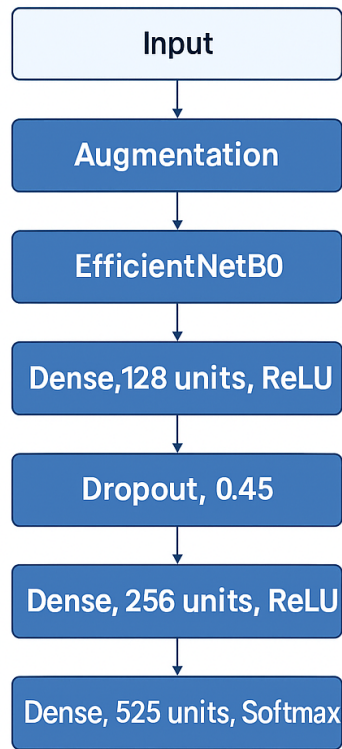 Input
Augmentation
EfficientNetB0
Dense,128 units, ReLU
Dropout, 0.45
Dense, 256 units, ReLU
Dense, 525 units, Softmax